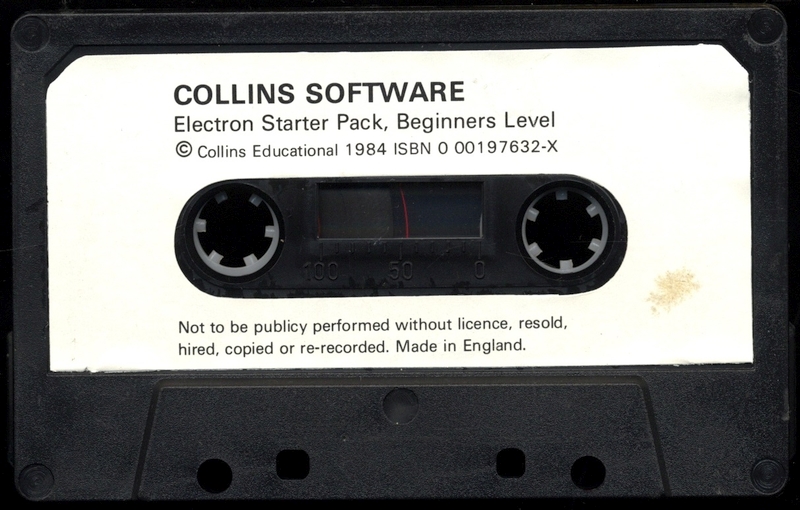 COLLINS SOFTWARE
Electron Starter Pack, Beginners Level
© Collins Educational 1984 ISBN 0 00197632-X
100 50 0
Not to be publicy performed without licence, resold,
hired, copied or re-recorded. Made in England.